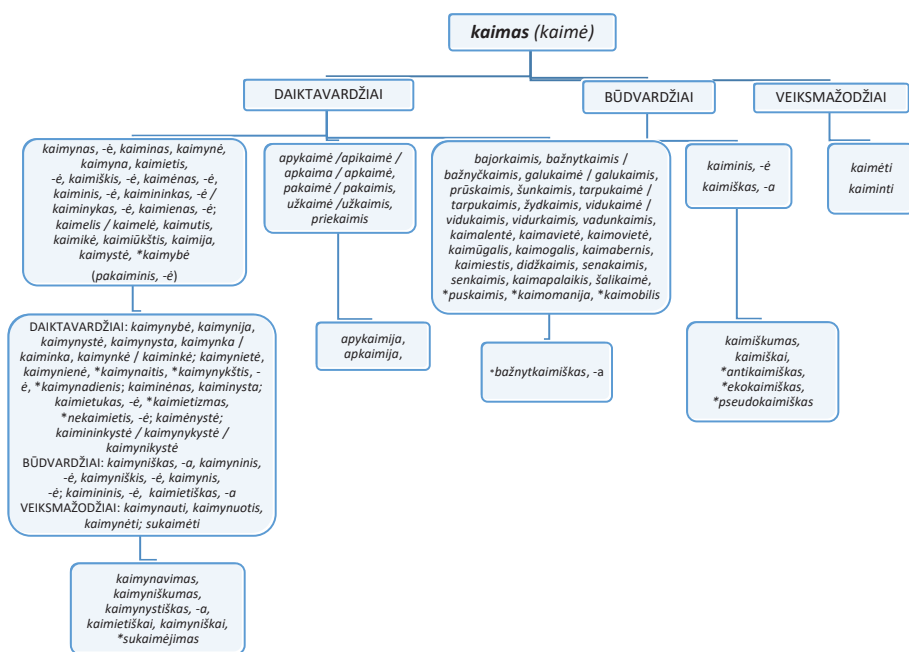 kaimas (kaimė)
DAIKTAVARDŽIAI
BŪDVARDŽIAI
VEIKSMAŽODŽIAI
kaimynas, -ė, kaiminas, kaimynė,
kaimyna, kaimietis,
-ė, kaimiškis, -ė, kaimėnas, -ė,
kaiminis, -ė, kaimininkas, -ė /
kaiminykas, -ė, kaimienas, -ė;
kaimelis / kaimelė, kaimutis,
kaimikė, kaimiūkštis, kaimija,
kaimystė, *kaimybė
(pakaiminis, -ė)
apykaimė /apikaimė /
apkaima / apkaimė,
pakaimė / pakaimis,
užkaimė /užkaimis,
priekaimis
bajorkaimis, bažnytkaimis /
bažnyčkaimis, galukaimė / galukaimis,
prūskaimis, šunkaimis, tarpukaimė /
tarpukaimis, žydkaimis, vidukaimė /
vidukaimis, vidurkaimis, vadunkaimis,
kaimalentė, kaimavietė, kaimovietė,
kaimūgalis, kaimogalis, kaimabernis,
kaimiestis, didžkaimis, senakaimis,
senkaimis, kaimapalaikis, šalikaimė,
*puskaimis, *kaimomanija, *kaimobilis
kaiminis, -ė
kaimiškas, -a
kaimėti
kaiminti
DAIKTAVARDŽIAI: kaimynybė, kaimynija,
kaimynystė, kaimynysta, kaimynka /
kaiminka, kaimynkė / kaiminkė; kaimynietė,
kaimynienė, *kaimynaitis, *kaimynykštis, -
ė, *kaimynadienis; kaiminėnas, kaiminysta;
kaimietukas, -ė, *kaimietizmas,
*nekaimietis, -ė; kaimėnystė;
kaimininkystė / kaimynykystė /
kaimynikystė
BŪDVARDŽIAI: kaimyniškas, -a, kaimyninis,
-ė, kaimyniškis, -ė, kaimynis,
-ė; kaimininis, -ė, kaimietiškas, -a
VEIKSMAŽODŽIAI: kaimynauti, kaimynuotis,
kaimynėti; sukaimėti
apykaimija,
apkaimija,
*bažnytkaimiškas, -a
kaimiškumas,
kaimiškai,
*antikaimiškas,
*ekokaimiškas,
*pseudokaimiškas
kaimynavimas,
kaimyniškumas,
kaimynystiškas, -a,
kaimietiškai, kaimyniškai,
*sukaimėjimas